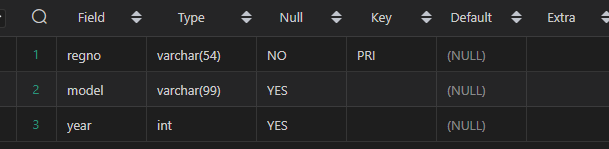 Field Type Null Key Default Extra
1 regno varchar(54) NO PRI (NULL)
2 model varchar(99) YES (NULL)
3 year int YES (NULL)